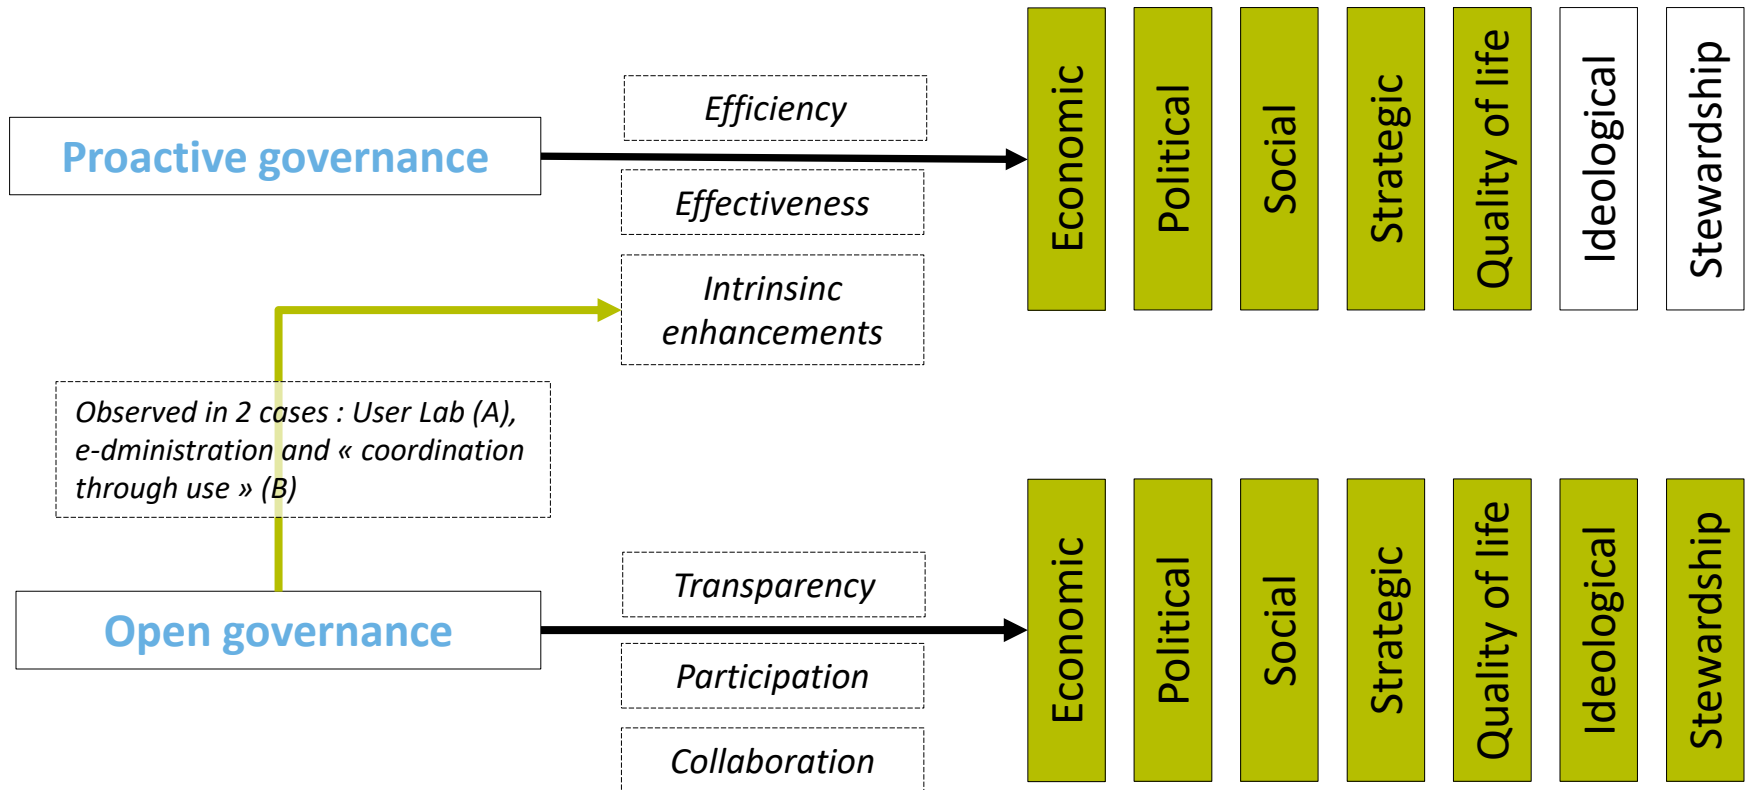 Proactive governance
Efficiency
Effectiveness
Intrinsinc
enhancements
Economic
Political
Social
Strategic
Quality of life
Ideological
Stewardship
Observed in 2 cases : User Lab (A),
e-dministration and « coordination
through use » (B)
Open governance
Transparency
Participation
Collaboration
Economic
Political
Social
Strategic
Quality of life
Ideological
Stewardship